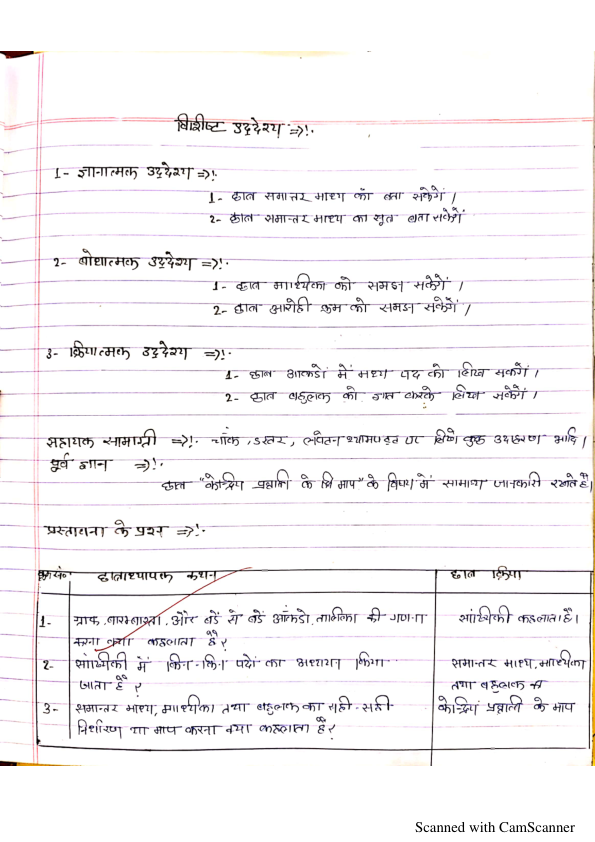 विशीष्ट उद्देश्य ⇒!.
1- ज्ञानात्मक उद्देश्य ⇒!.
1- छात्र समान्तर माध्य को बता सकेगें ।
2- छात्र समान्तर माध्य का सूत्र बता सकेगें
2- बोधात्मक उद्देश्य ⇒!.
1- छात्र माध्यिका को समझ सकेगें ।
2- छात्र आरोही क्रम को समझ सकेगें ।
3- क्रियात्मक उद्देश्य ⇒!.
1- छात्र आकडों में मध्य पद को लिख सकेगें ।
2- छात्र बहुलक को ज्ञात करके लिख सकेगें ।
सहायक सामाग्री ⇒!. चॉक, डस्टर, लपेटन श्यामपट्ट पर लिखे कुछ उदाहरण आदि ।
पूर्व ज्ञान ⇒!.
छात्र "केन्द्रिय प्रवृति के कि माप" के विषय में सामान्य जानकारी रखते है।
प्रस्तावना के प्रश्न ⇒!.
क्र०सं० छात्राध्यापक कथन छात्र क्रिया
1- ग्राफ, बारम्बारता, और बडें से बडें आंकडो, तालिका की गणना सांख्यिकी कहलाता है।
करना क्या कहलाता है ?
2- सांख्यिकी में किन-किन पदों का अध्ययन किया समान्तर माध्य, माध्यिका
जाता है ? तथा बहुलक
3- समान्तर माध्य, माध्यिका तथा बहुलक का सही-सही केन्द्रिय प्रवृति के माप
निर्धारण या माप करना क्या कहलाता है ?
Scanned with CamScanner